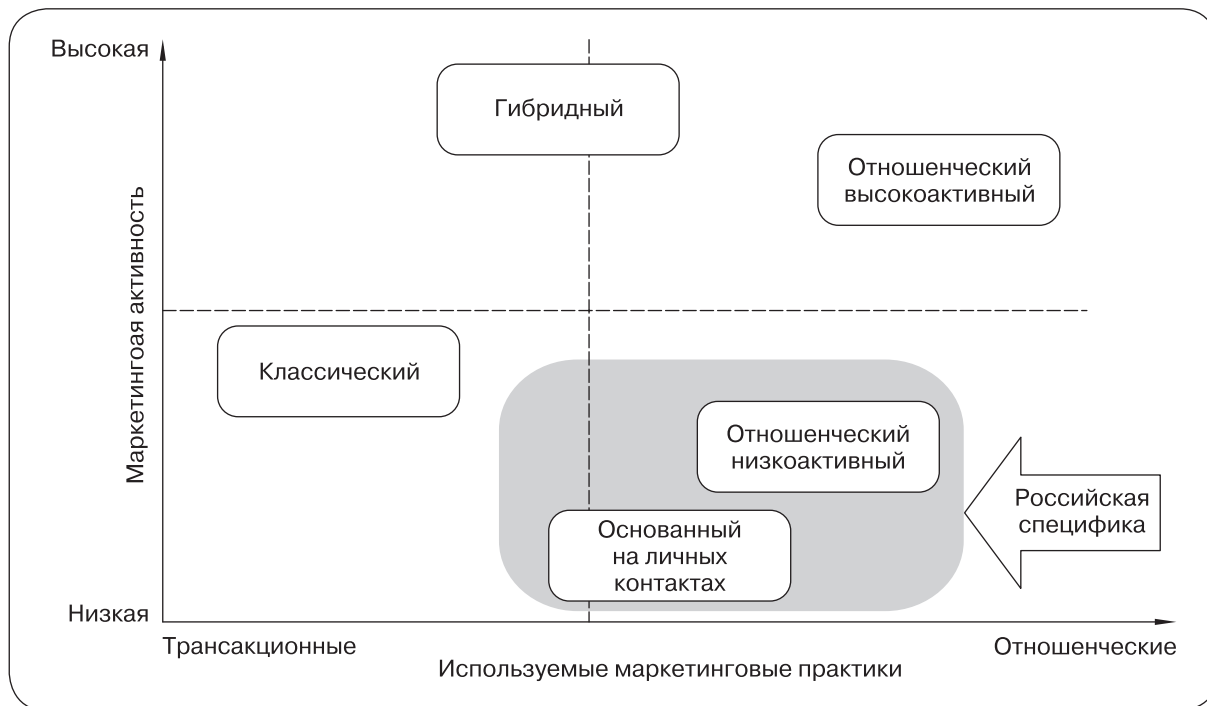 Высокая
Гибридный
Отношенческий
высокоактивный
Маркетингоая активность
Классический
Отношенческий
низкоактивный
Российская
специфика
Основанный
на личных
контактах
Низкая
Трансакционные
Отношенческие
Используемые маркетинговые практики